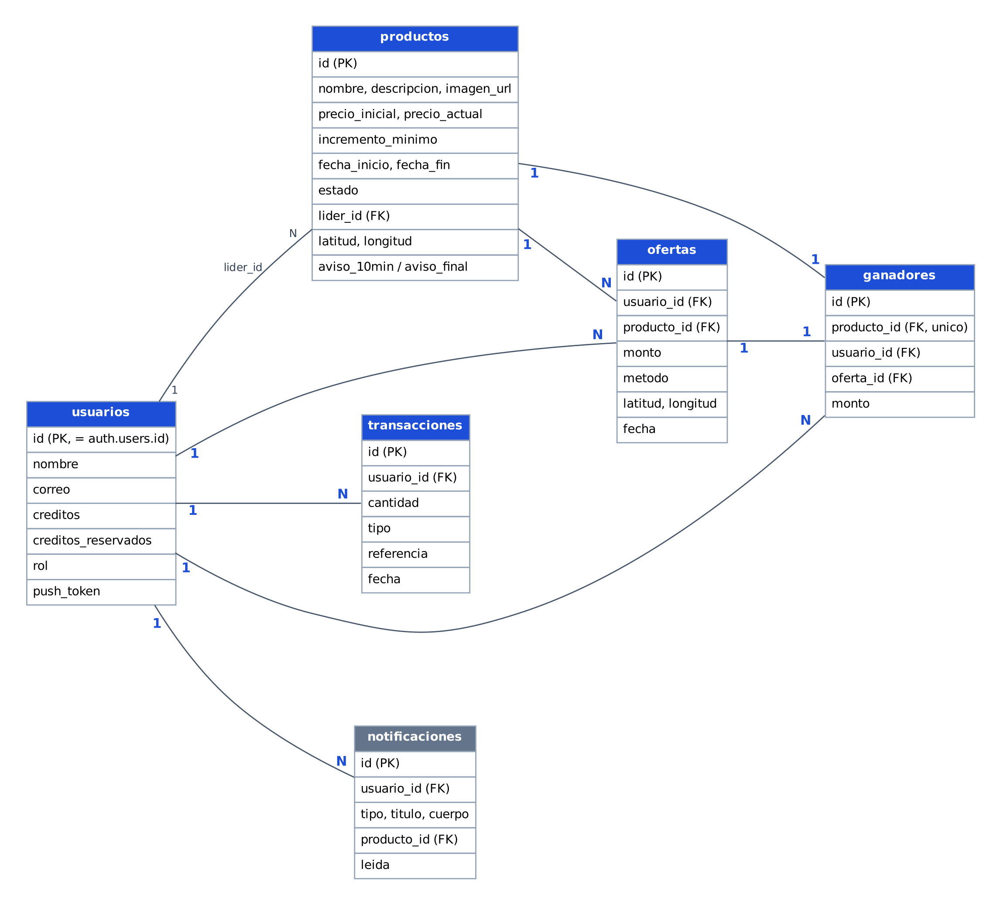 productos
id (PK)
nombre, descripcion, imagen_url
precio_inicial, precio_actual
incremento_minimo
fecha_inicio, fecha_fin
estado
lider_id (FK)
latitud, longitud
aviso_10min / aviso_final
1
1
N
lider_id
1
N
1
ofertas
id (PK)
usuario_id (FK)
producto_id (FK)
monto
metodo
latitud, longitud
fecha
N
1
1
ganadores
id (PK)
producto_id (FK, unico)
usuario_id (FK)
oferta_id (FK)
monto
N
usuarios
id (PK, = auth.users.id)
nombre
correo
creditos
creditos_reservados
rol
push_token
1
1
1
1
N
transacciones
id (PK)
usuario_id (FK)
cantidad
tipo
referencia
fecha
N
notificaciones
id (PK)
usuario_id (FK)
tipo, titulo, cuerpo
producto_id (FK)
leida